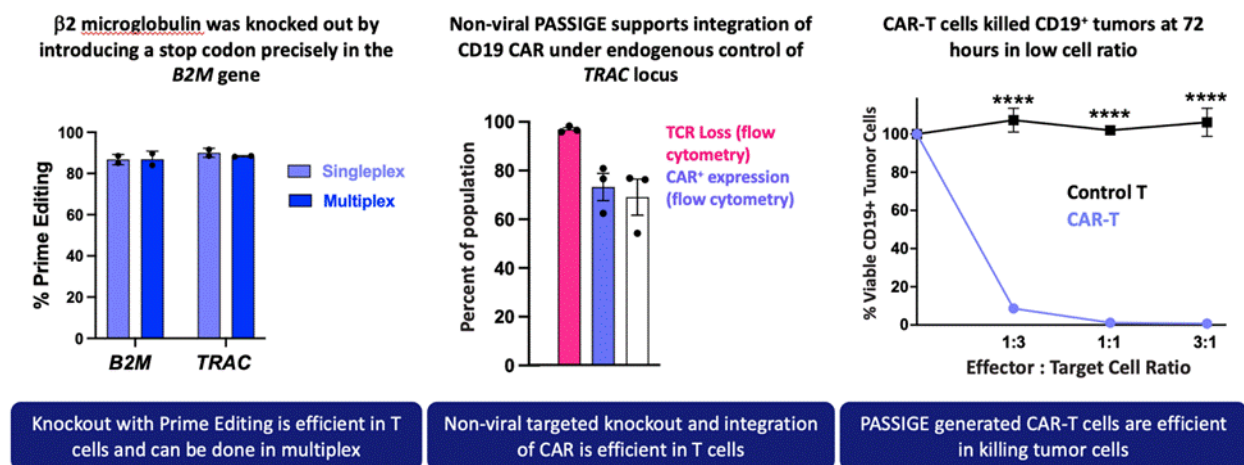 β2 microglobulin was knocked out by
introducing a stop codon precisely in the
B2M gene
% Prime Editing
100
80
60
40
20
0
B2M
TRAC
Singleplex
Multiplex
Knockout with Prime Editing is efficient in T
cells and can be done in multiplex
Non-viral PASSIGE supports integration of
CD19 CAR under endogenous control of
TRAC locus
Percent of population
100
80
60
40
20
0
TCR Loss (flow
cytometry)
CAR⁺ expression
(flow cytometry)
Non-viral targeted knockout and integration
of CAR is efficient in T cells
CAR-T cells killed CD19⁺ tumors at 72
hours in low cell ratio
% Viable CD19+ Tumor Cells
100
80
60
40
20
0
****
****
****
Control T
CAR-T
1:3
1:1
3:1
Effector : Target Cell Ratio
PASSIGE generated CAR-T cells are efficient
in killing tumor cells